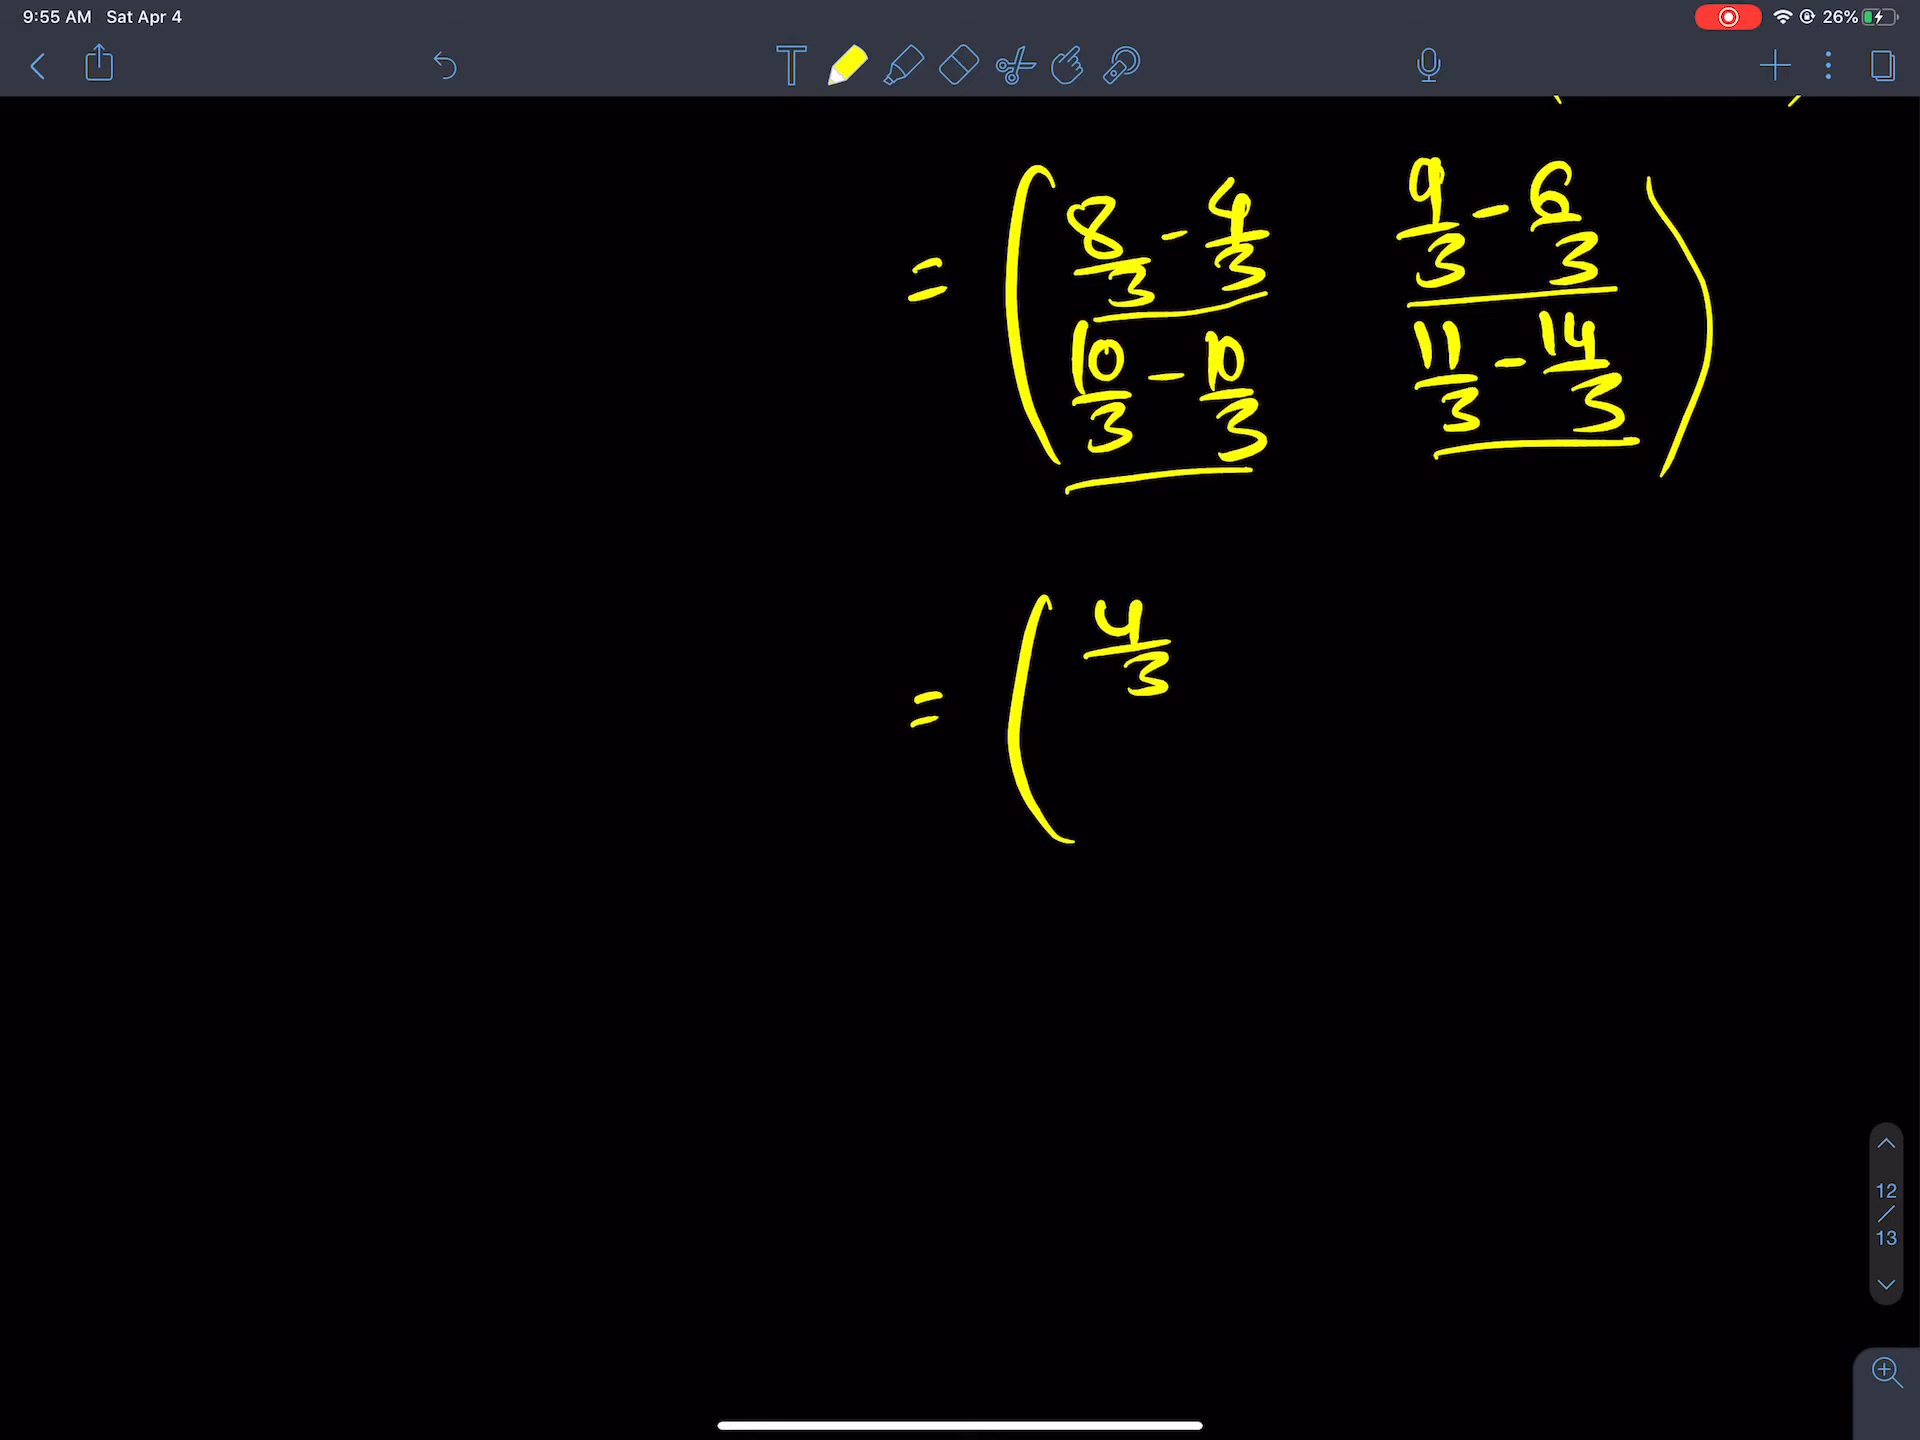 9:55 AM Sat Apr 4
26%
T
= ( 8/3 - 4/3 9/3 - 6/3
10/3 - 10/3 11/3 - 14/3 )
= ( 4/3
12
/
13